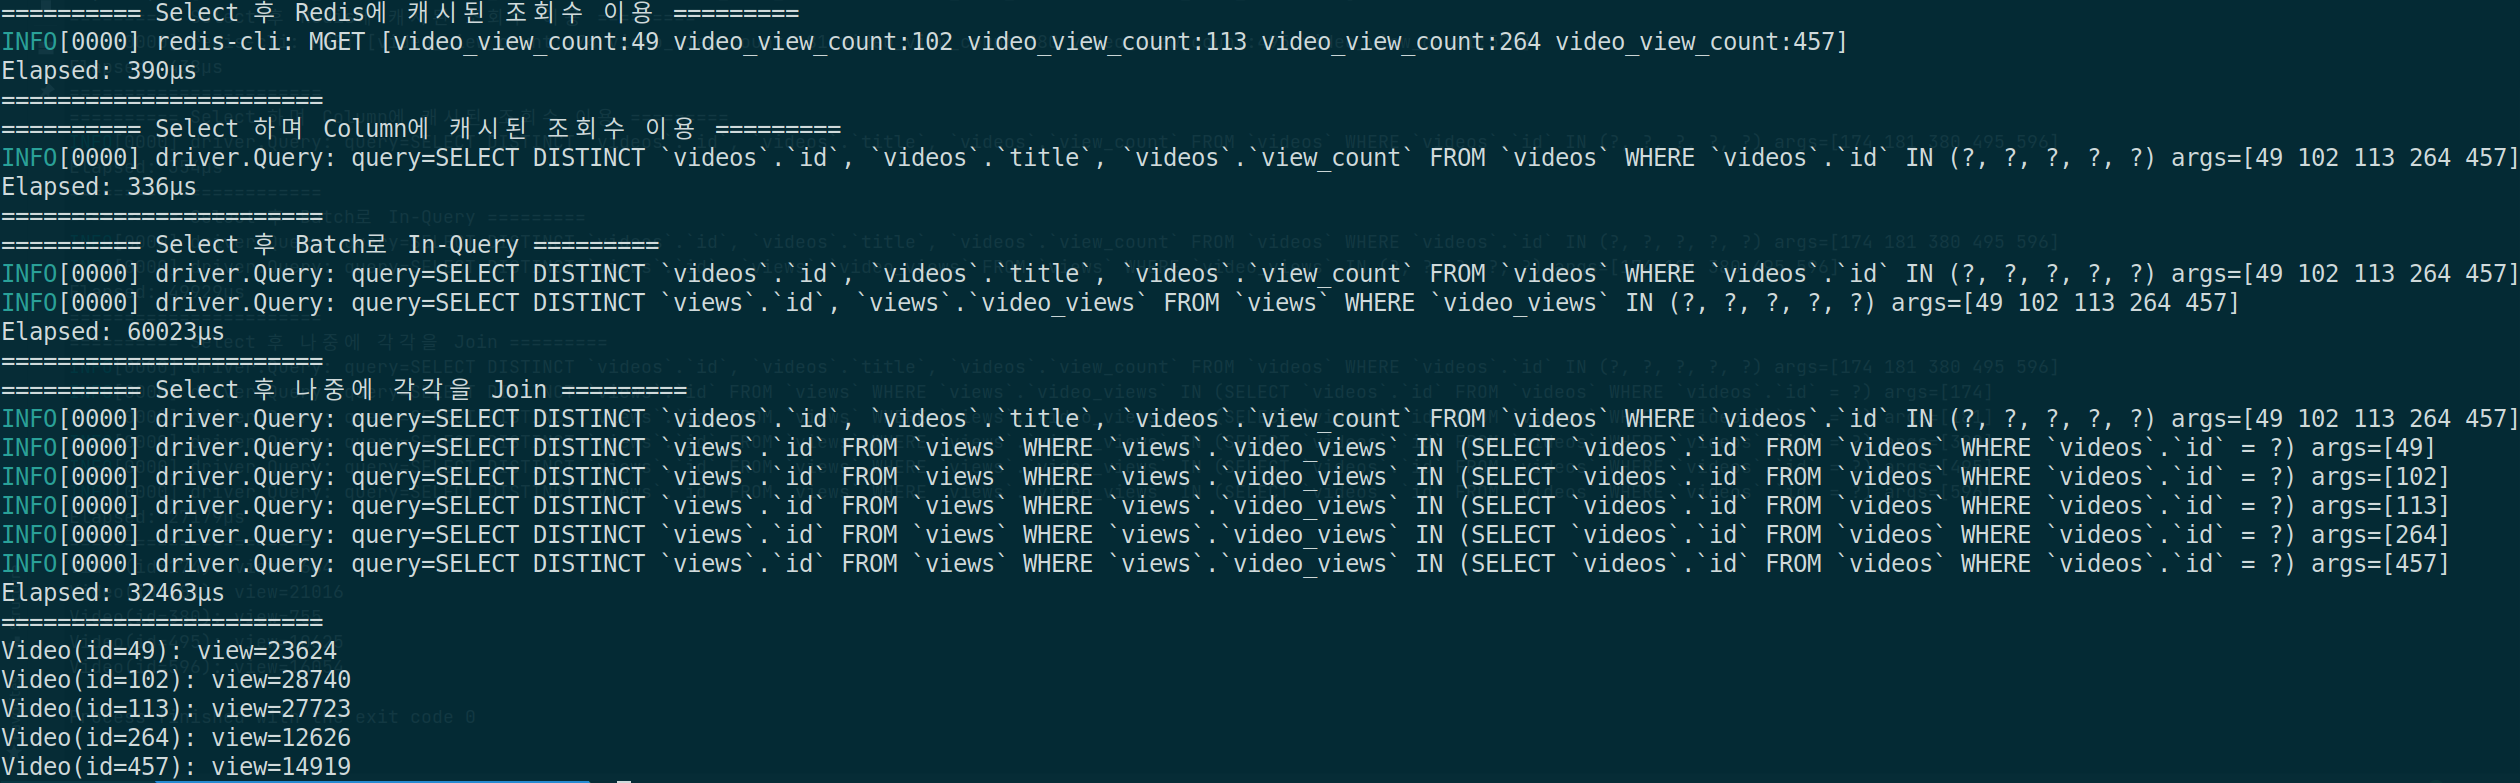 ========== Select 후 Redis에 캐시된 조회수 이용 =========
INFO[0000] redis-cli: MGET [video_view_count:49 video_view_count:102 video_view_count:113 video_view_count:264 video_view_count:457]
Elapsed: 390µs
=======================
========== Select 하며 Column에 캐시된 조회수 이용 =========
INFO[0000] driver.Query: query=SELECT DISTINCT `videos`.`id`, `videos`.`title`, `videos`.`view_count` FROM `videos` WHERE `videos`.`id` IN (?, ?, ?, ?, ?) args=[49 102 113 264 457]
Elapsed: 336µs
=======================
========== Select 후 Batch로 In-Query =========
INFO[0000] driver.Query: query=SELECT DISTINCT `videos`.`id`, `videos`.`title`, `videos`.`view_count` FROM `videos` WHERE `videos`.`id` IN (?, ?, ?, ?, ?) args=[49 102 113 264 457]
INFO[0000] driver.Query: query=SELECT DISTINCT `views`.`id`, `views`.`video_views` FROM `views` WHERE `video_views` IN (?, ?, ?, ?, ?) args=[49 102 113 264 457]
Elapsed: 60023µs
=======================
========== Select 후 나중에 각각을 Join =========
INFO[0000] driver.Query: query=SELECT DISTINCT `videos`.`id`, `videos`.`title`, `videos`.`view_count` FROM `videos` WHERE `videos`.`id` IN (?, ?, ?, ?, ?) args=[49 102 113 264 457]
INFO[0000] driver.Query: query=SELECT DISTINCT `views`.`id` FROM `views` WHERE `views`.`video_views` IN (SELECT `videos`.`id` FROM `videos` WHERE `videos`.`id` = ?) args=[49]
INFO[0000] driver.Query: query=SELECT DISTINCT `views`.`id` FROM `views` WHERE `views`.`video_views` IN (SELECT `videos`.`id` FROM `videos` WHERE `videos`.`id` = ?) args=[102]
INFO[0000] driver.Query: query=SELECT DISTINCT `views`.`id` FROM `views` WHERE `views`.`video_views` IN (SELECT `videos`.`id` FROM `videos` WHERE `videos`.`id` = ?) args=[113]
INFO[0000] driver.Query: query=SELECT DISTINCT `views`.`id` FROM `views` WHERE `views`.`video_views` IN (SELECT `videos`.`id` FROM `videos` WHERE `videos`.`id` = ?) args=[264]
INFO[0000] driver.Query: query=SELECT DISTINCT `views`.`id` FROM `views` WHERE `views`.`video_views` IN (SELECT `videos`.`id` FROM `videos` WHERE `videos`.`id` = ?) args=[457]
Elapsed: 32463µs
=======================
Video(id=49): view=23624
Video(id=102): view=28740
Video(id=113): view=27723
Video(id=264): view=12626
Video(id=457): view=14919